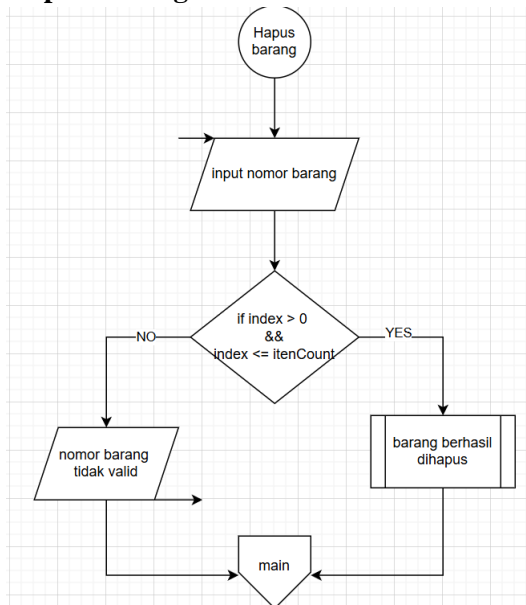 Hapus
barang
input nomor barang
if index > 0
&&
index <= itenCount
NO
YES
nomor barang
tidak valid
barang berhasil
dihapus
main